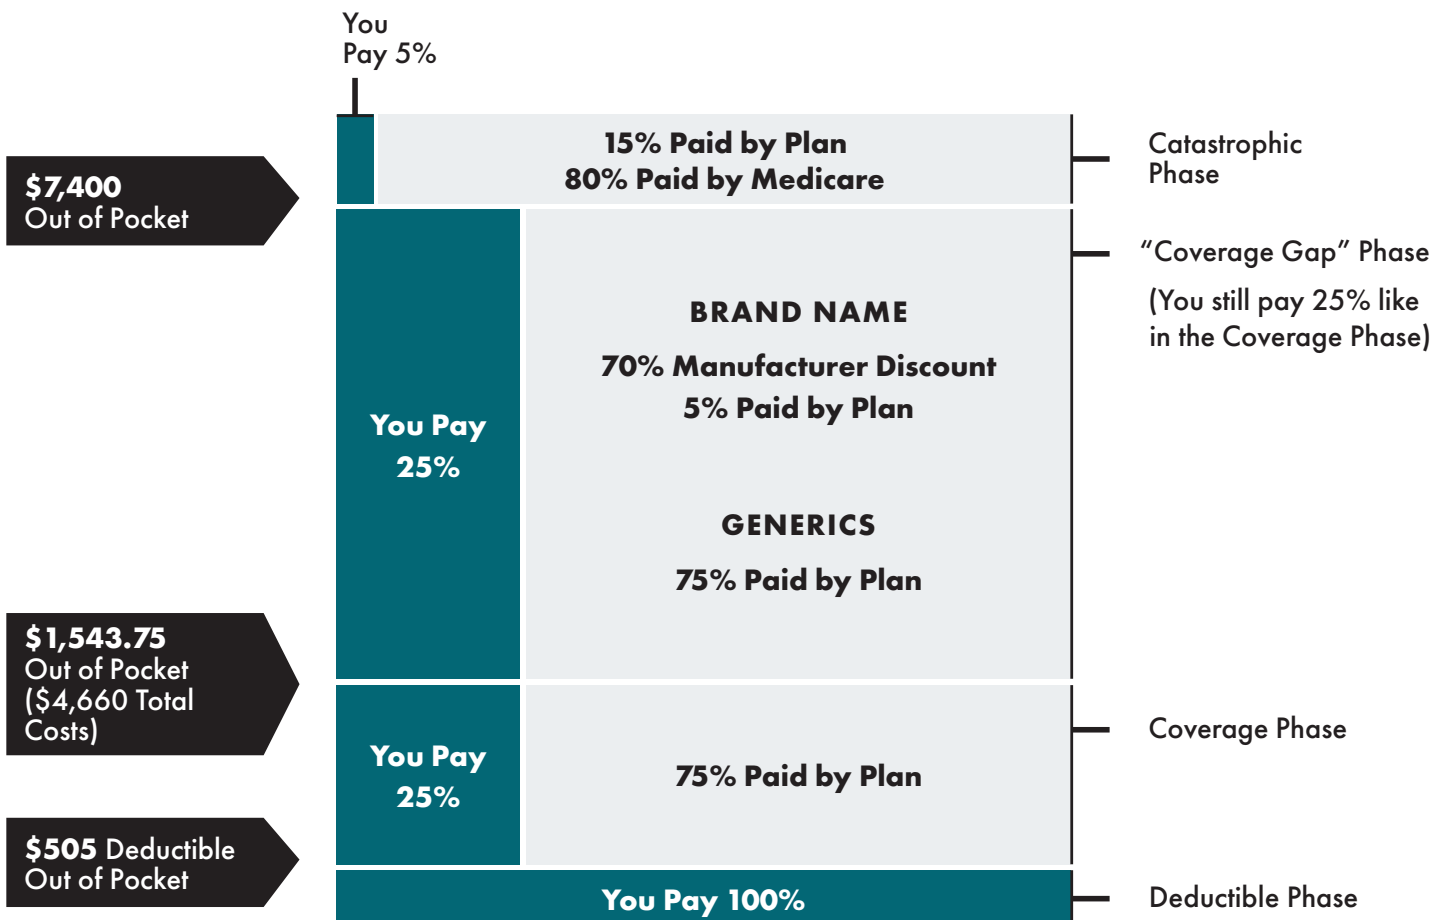 You
Pay 5%
15% Paid by Plan
80% Paid by Medicare
Catastrophic
Phase
$7,400
Out of Pocket
“Coverage Gap” Phase
(You still pay 25% like
in the Coverage Phase)
BRAND NAME
70% Manufacturer Discount
5% Paid by Plan
You Pay
25%
GENERICS
75% Paid by Plan
$1,543.75
Out of Pocket
($4,660 Total
Costs)
You Pay
25%
75% Paid by Plan
Coverage Phase
$505 Deductible
Out of Pocket
You Pay 100%
Deductible Phase